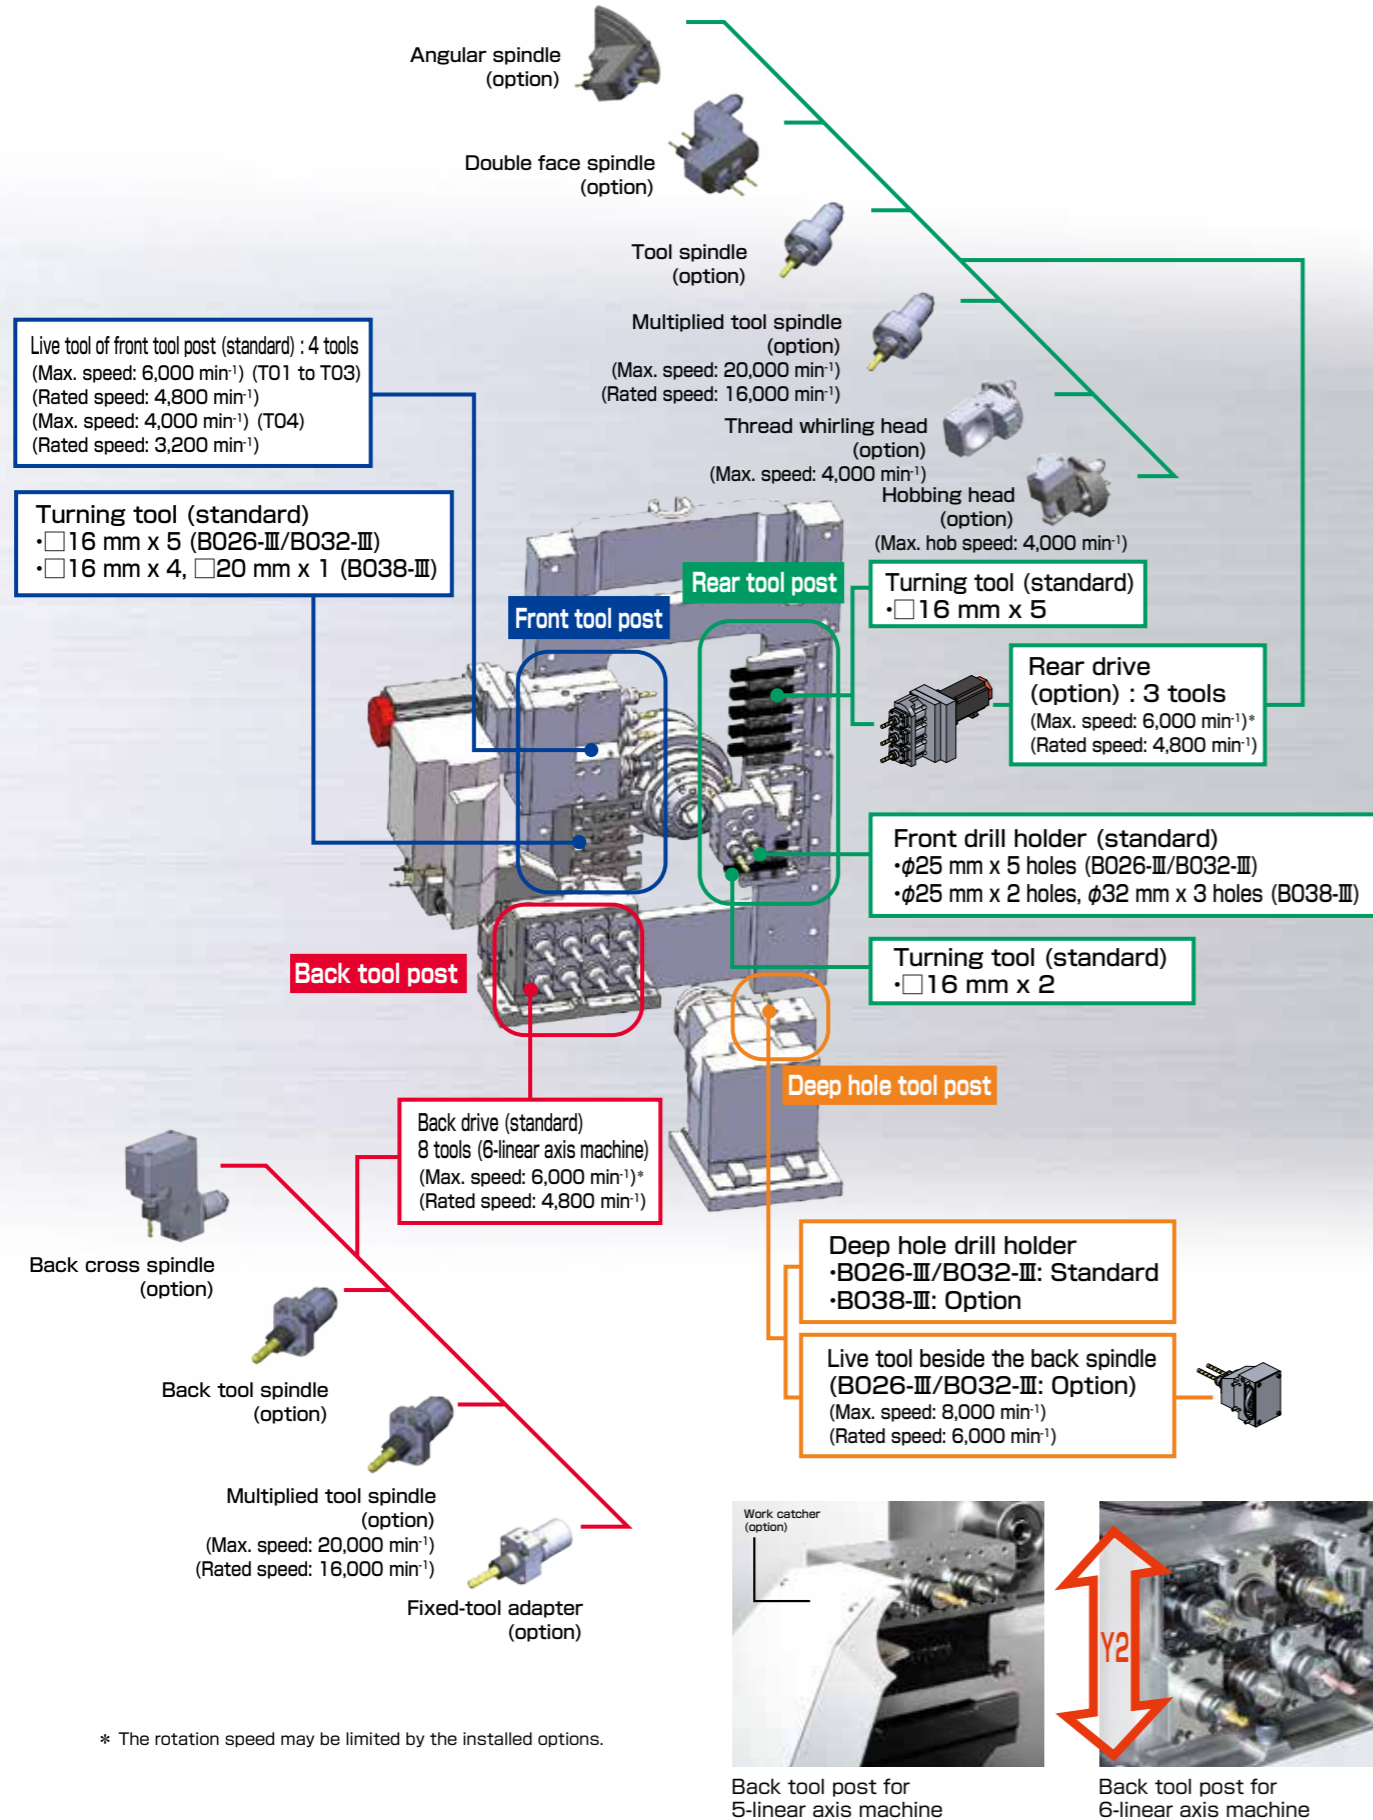 Angular spindle
(option)
Double face spindle
(option)
Tool spindle
(option)
Multiplied tool spindle
(option)
(Max. speed: 20,000 min-1)
(Rated speed: 16,000 min-1)
Thread whirling head
(option)
(Max. speed: 4,000 min-1)
Hobbing head
(option)
(Max. hob speed: 4,000 min-1)
Live tool of front tool post (standard) : 4 tools
(Max. speed: 6,000 min-1) (T01 to T03)
(Rated speed: 4,800 min-1)
(Max. speed: 4,000 min-1) (T04)
(Rated speed: 3,200 min-1)
Turning tool (standard)
・□16 mm x 5 (B026-Ⅲ/B032-Ⅲ)
・□16 mm x 4, □20 mm x 1 (B038-Ⅲ)
Front tool post
Rear tool post
Turning tool (standard)
・□16 mm x 5
Rear drive
(option) : 3 tools
(Max. speed: 6,000 min-1)*
(Rated speed: 4,800 min-1)
Front drill holder (standard)
・φ25 mm x 5 holes (B026-Ⅲ/B032-Ⅲ)
・φ25 mm x 2 holes, φ32 mm x 3 holes (B038-Ⅲ)
Turning tool (standard)
・□16 mm x 2
Back tool post
Deep hole tool post
Back drive (standard)
8 tools (6-linear axis machine)
(Max. speed: 6,000 min-1)*
(Rated speed: 4,800 min-1)
Back cross spindle
(option)
Back tool spindle
(option)
Multiplied tool spindle
(option)
(Max. speed: 20,000 min-1)
(Rated speed: 16,000 min-1)
Fixed-tool adapter
(option)
Deep hole drill holder
・B026-Ⅲ/B032-Ⅲ: Standard
・B038-Ⅲ: Option
Live tool beside the back spindle
(B026-Ⅲ/B032-Ⅲ: Option)
(Max. speed: 8,000 min-1)
(Rated speed: 6,000 min-1)
Work catcher
(option)
Y2
* The rotation speed may be limited by the installed options.
Back tool post for
5-linear axis machine
Back tool post for
6-linear axis machine